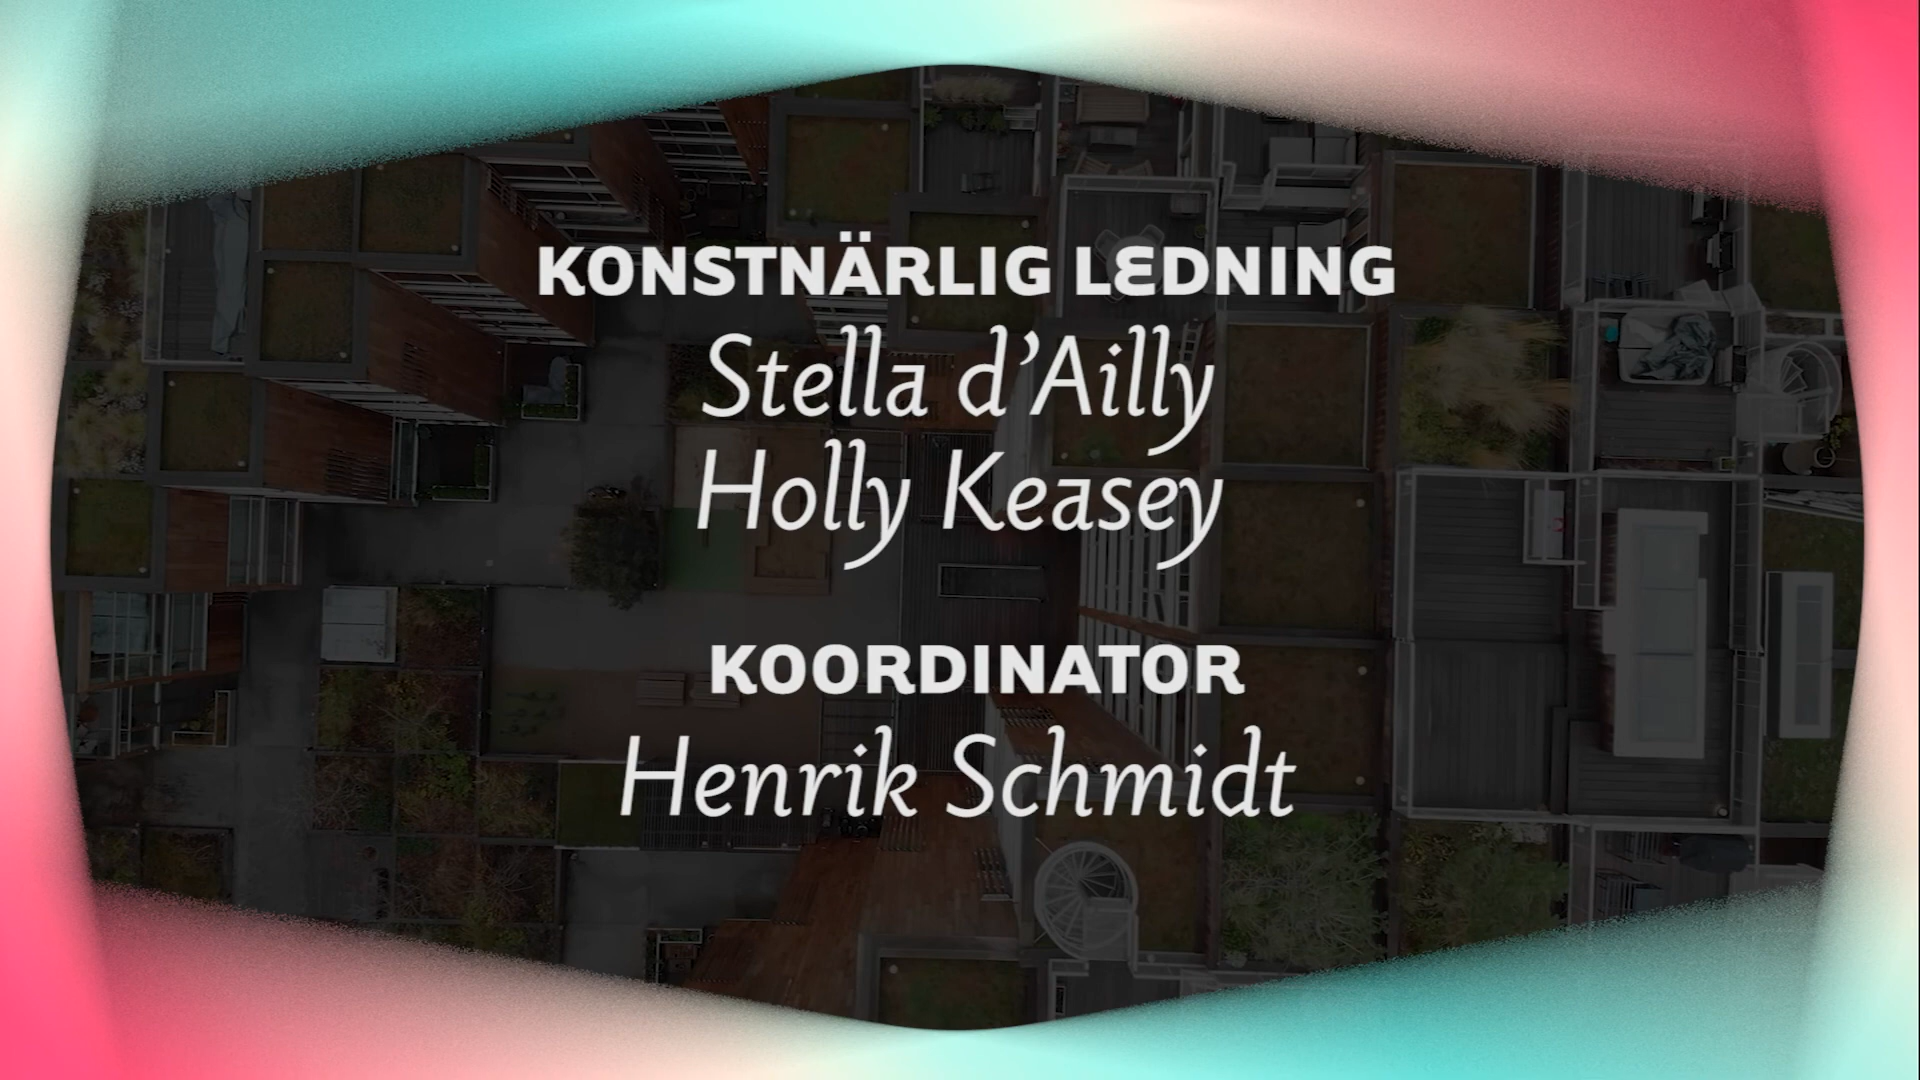 KONSTNÄRLIG LEDNING
Stella d’Ailly
Holly Keasey
KOORDINATOR
Henrik Schmidt